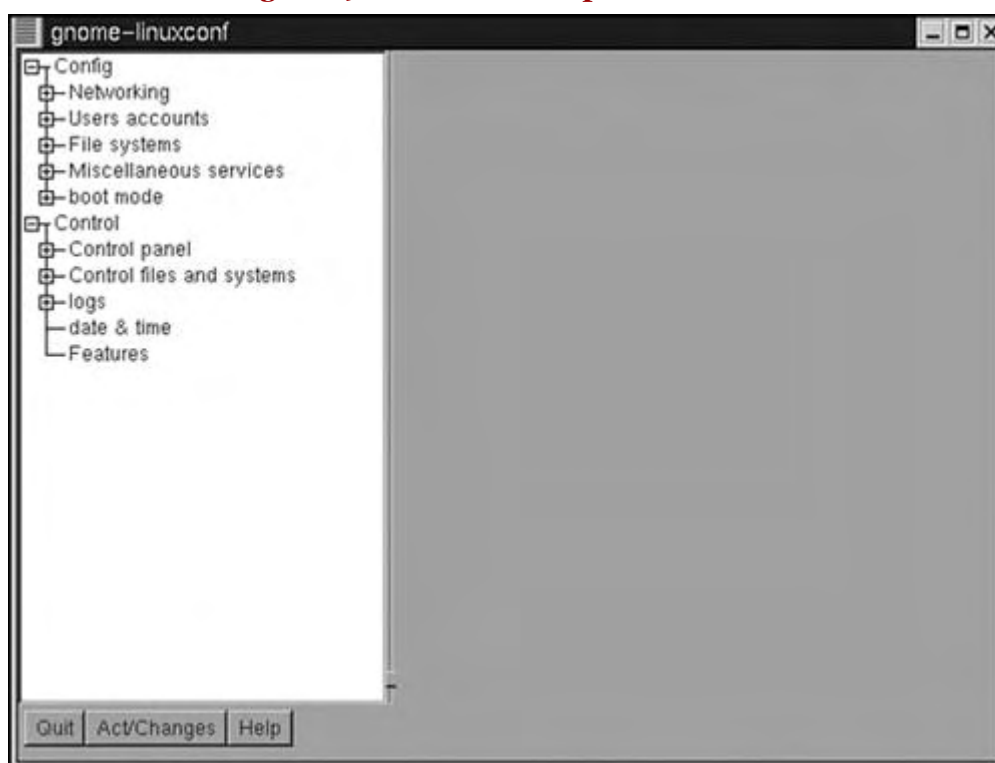 gnome-linuxconf
Config
Networking
Users accounts
File systems
Miscellaneous services
boot mode
Control
Control panel
Control files and systems
logs
date & time
Features
Quit Act/Changes Help